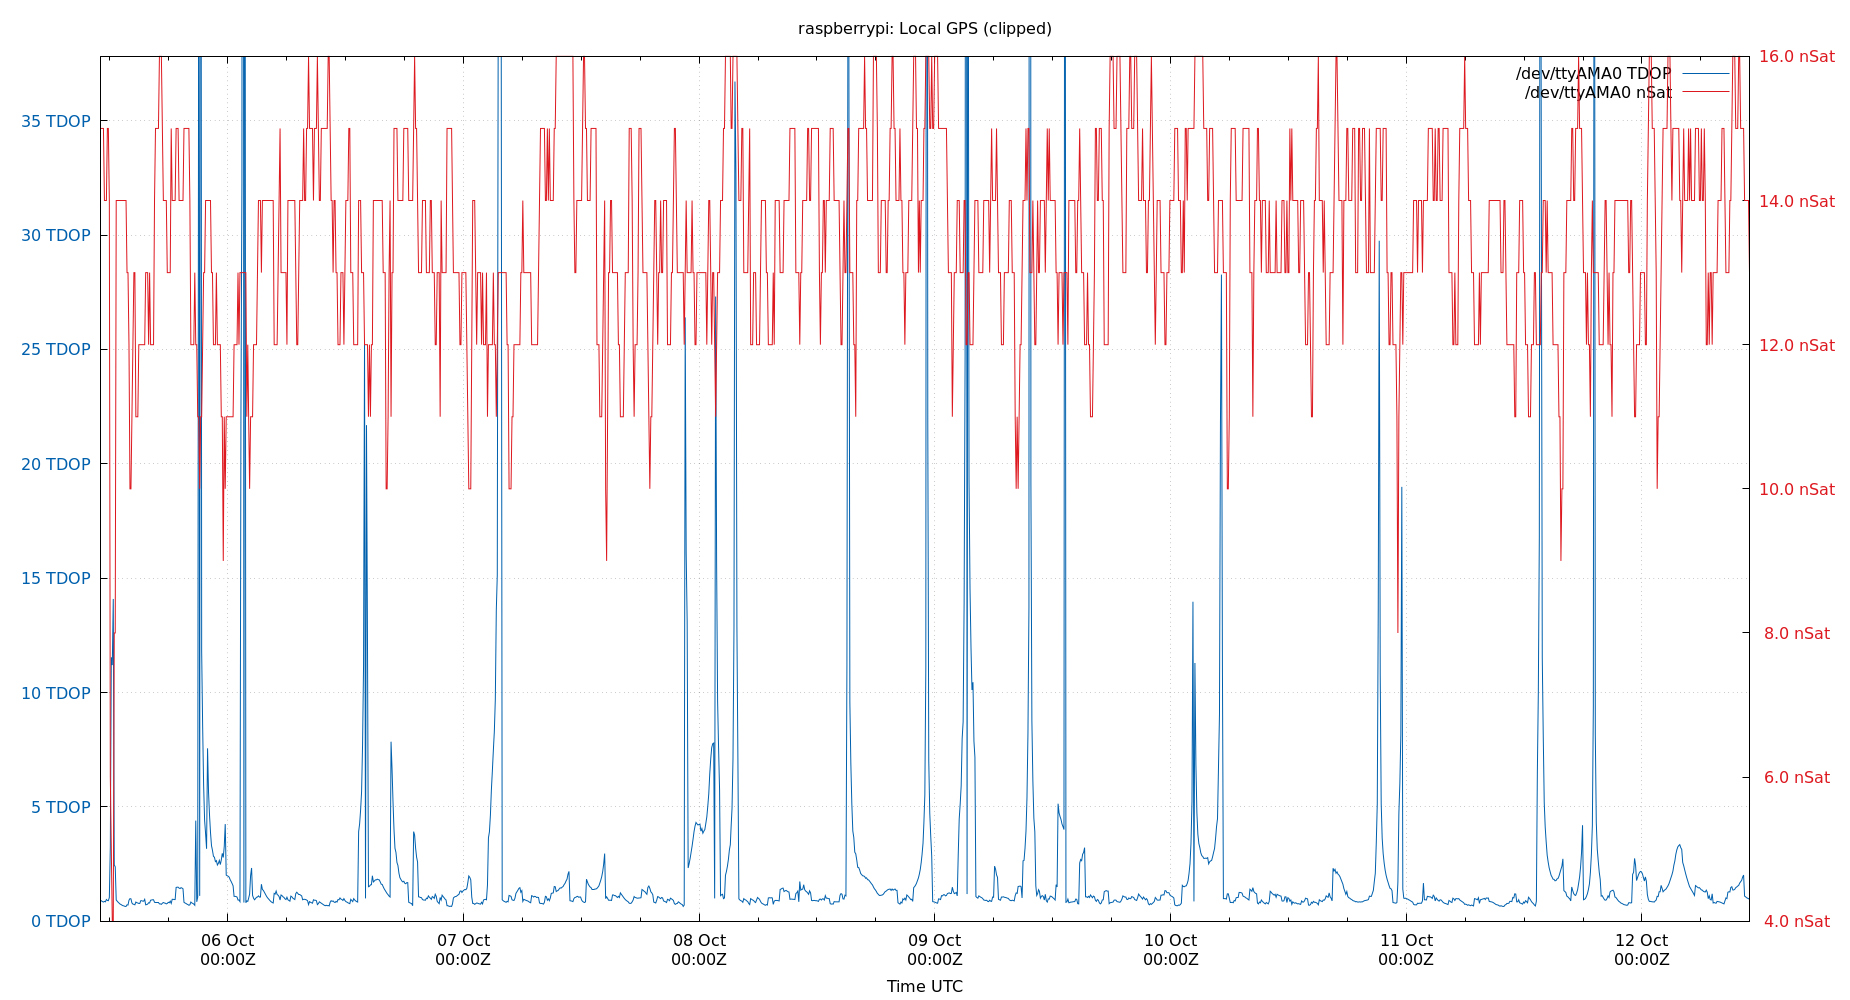 raspberrypi: Local GPS (clipped)
/dev/ttyAMA0 TDOP
/dev/ttyAMA0 nSat
35 TDOP
30 TDOP
25 TDOP
20 TDOP
15 TDOP
10 TDOP
5 TDOP
0 TDOP
16.0 nSat
14.0 nSat
12.0 nSat
10.0 nSat
8.0 nSat
6.0 nSat
4.0 nSat
06 Oct
00:00Z
07 Oct
00:00Z
08 Oct
00:00Z
09 Oct
00:00Z
10 Oct
00:00Z
11 Oct
00:00Z
12 Oct
00:00Z
Time UTC